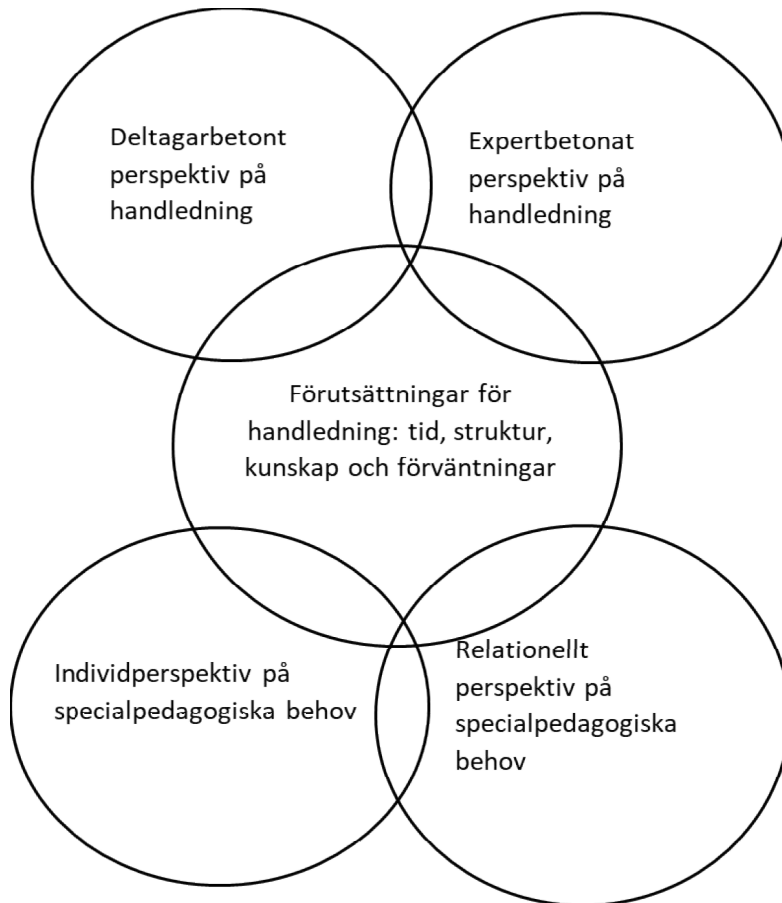 Deltagarbetont
perspektiv på
handledning
Expertbetonat
perspektiv på
handledning
Förutsättningar för
handledning: tid, struktur,
kunskap och förväntningar
Individperspektiv på
specialpedagogiska behov
Relationellt
perspektiv på
specialpedagogiska
behov